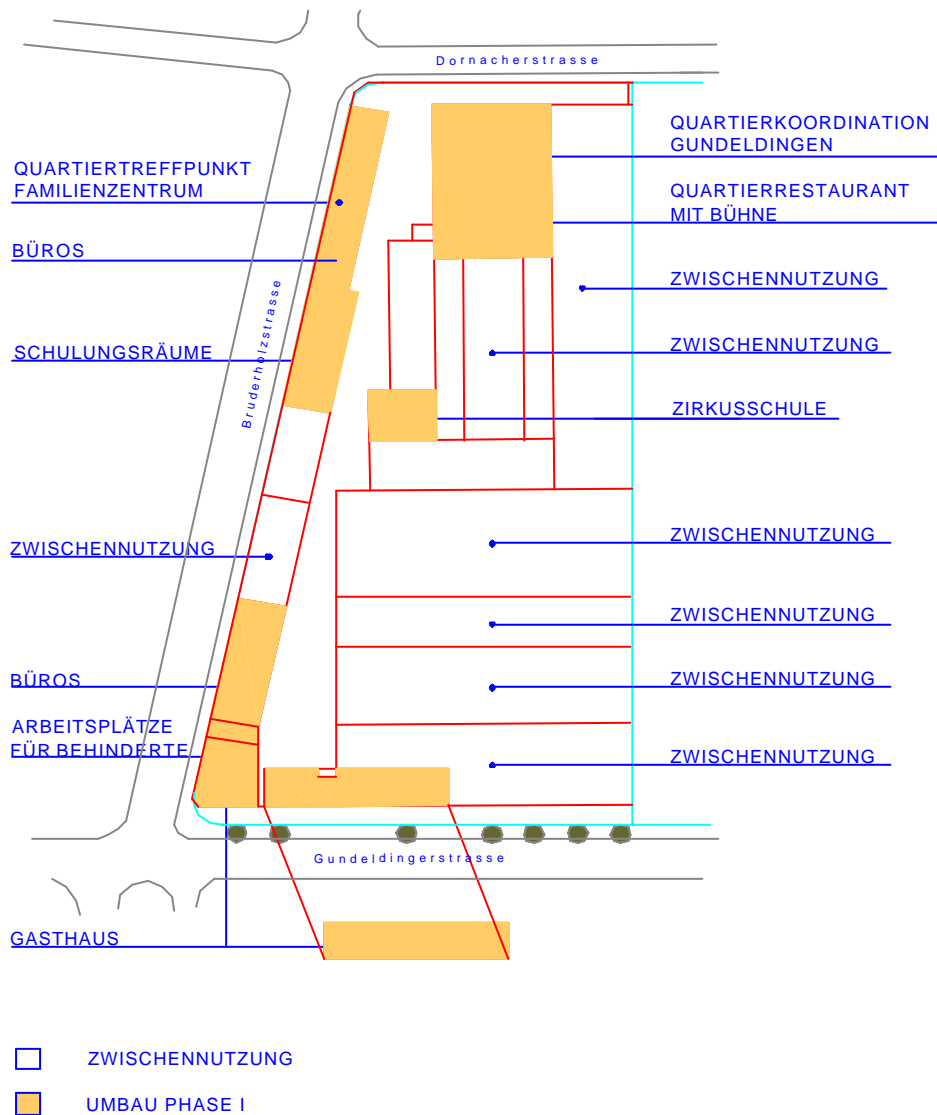 Dornacherstrasse
QUARTIERKOORDINATION
GUNDELDINGEN
QUARTIERTREFFPUNKT
FAMILIENZENTRUM
QUARTIERRESTAURANT
MIT BÜHNE
BÜROS
ZWISCHENNUTZUNG
Bruderholzstrasse
SCHULUNGSRÄUME
ZWISCHENNUTZUNG
ZIRKUSSCHULE
ZWISCHENNUTZUNG
ZWISCHENNUTZUNG
ZWISCHENNUTZUNG
BÜROS
ZWISCHENNUTZUNG
ARBEITSPLÄTZE
FÜR BEHINDERTE
ZWISCHENNUTZUNG
Gundeldingerstrasse
GASTHAUS
ZWISCHENNUTZUNG
UMBAU PHASE I